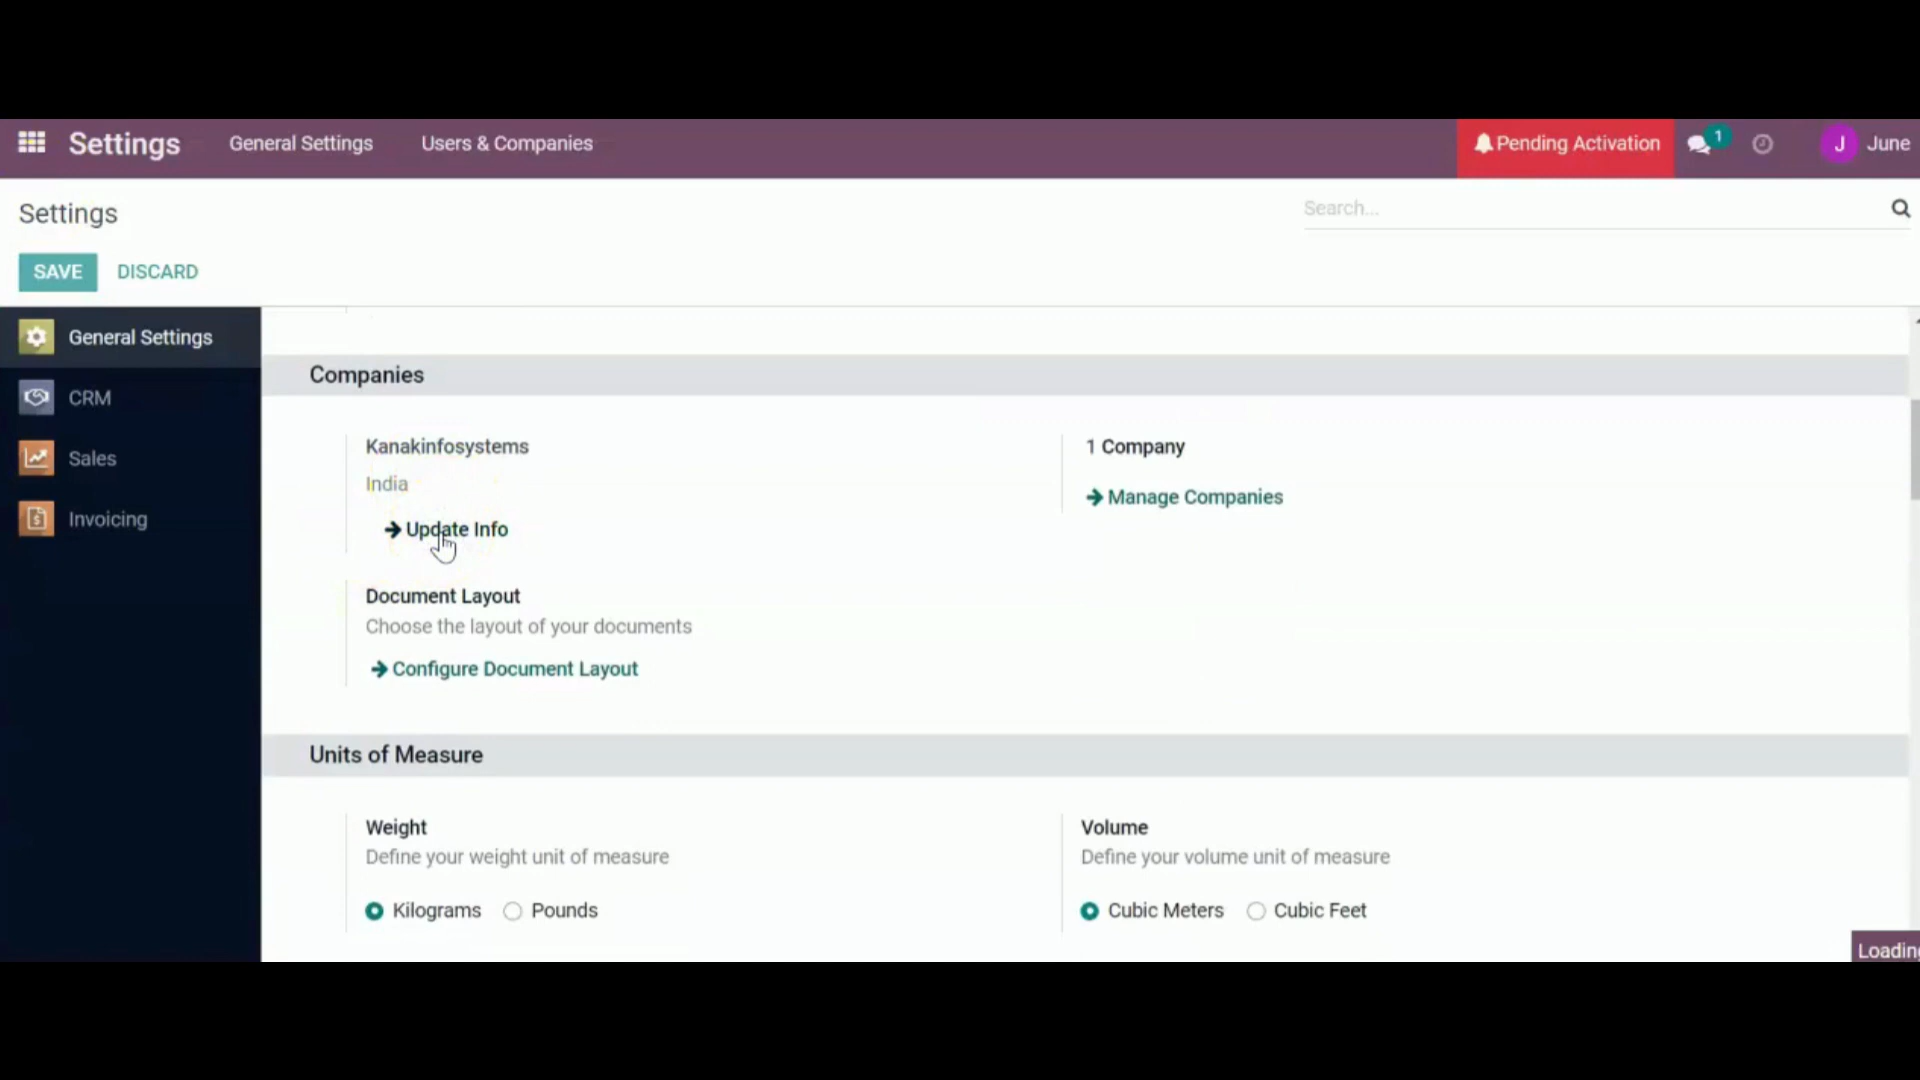 Settings General Settings Users & Companies Pending Activation 1 J June
Settings Search...
SAVE DISCARD
General Settings
CRM
Sales
Invoicing
Companies
Kanakinfosystems 1 Company
India
Manage Companies
Update Info
Document Layout
Choose the layout of your documents
Configure Document Layout
Units of Measure
Weight Volume
Define your weight unit of measure Define your volume unit of measure
Kilograms Pounds Cubic Meters Cubic Feet
Loading